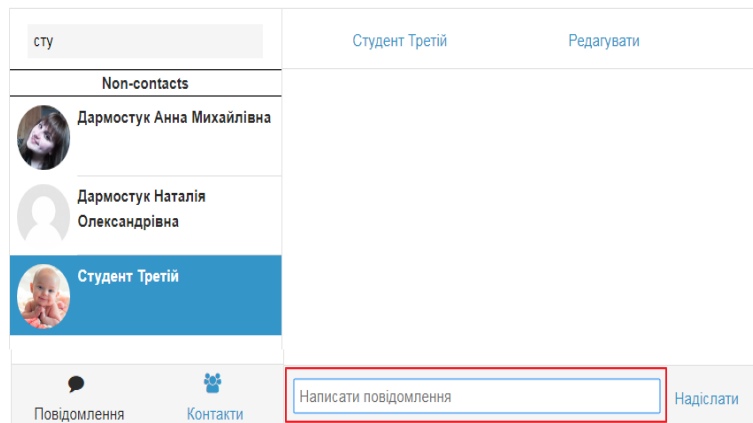 сту
Студент Третій
Редагувати
Non-contacts
Дармостук Анна Михайлівна
Дармостук Наталія
Олександрівна
Студент Третій
Повідомлення
Контакти
Написати повідомлення
Надіслати